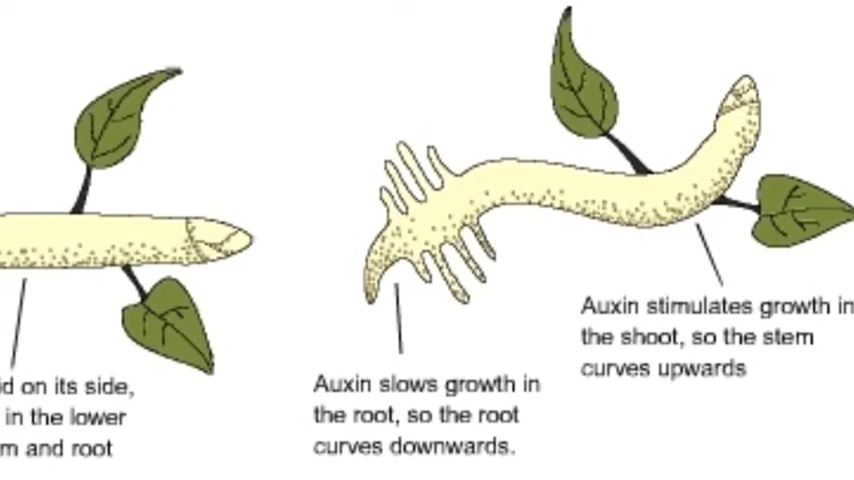 id on its side,
in the lower
m and root
Auxin slows growth in
the root, so the root
curves downwards.
Auxin stimulates growth in
the shoot, so the stem
curves upwards